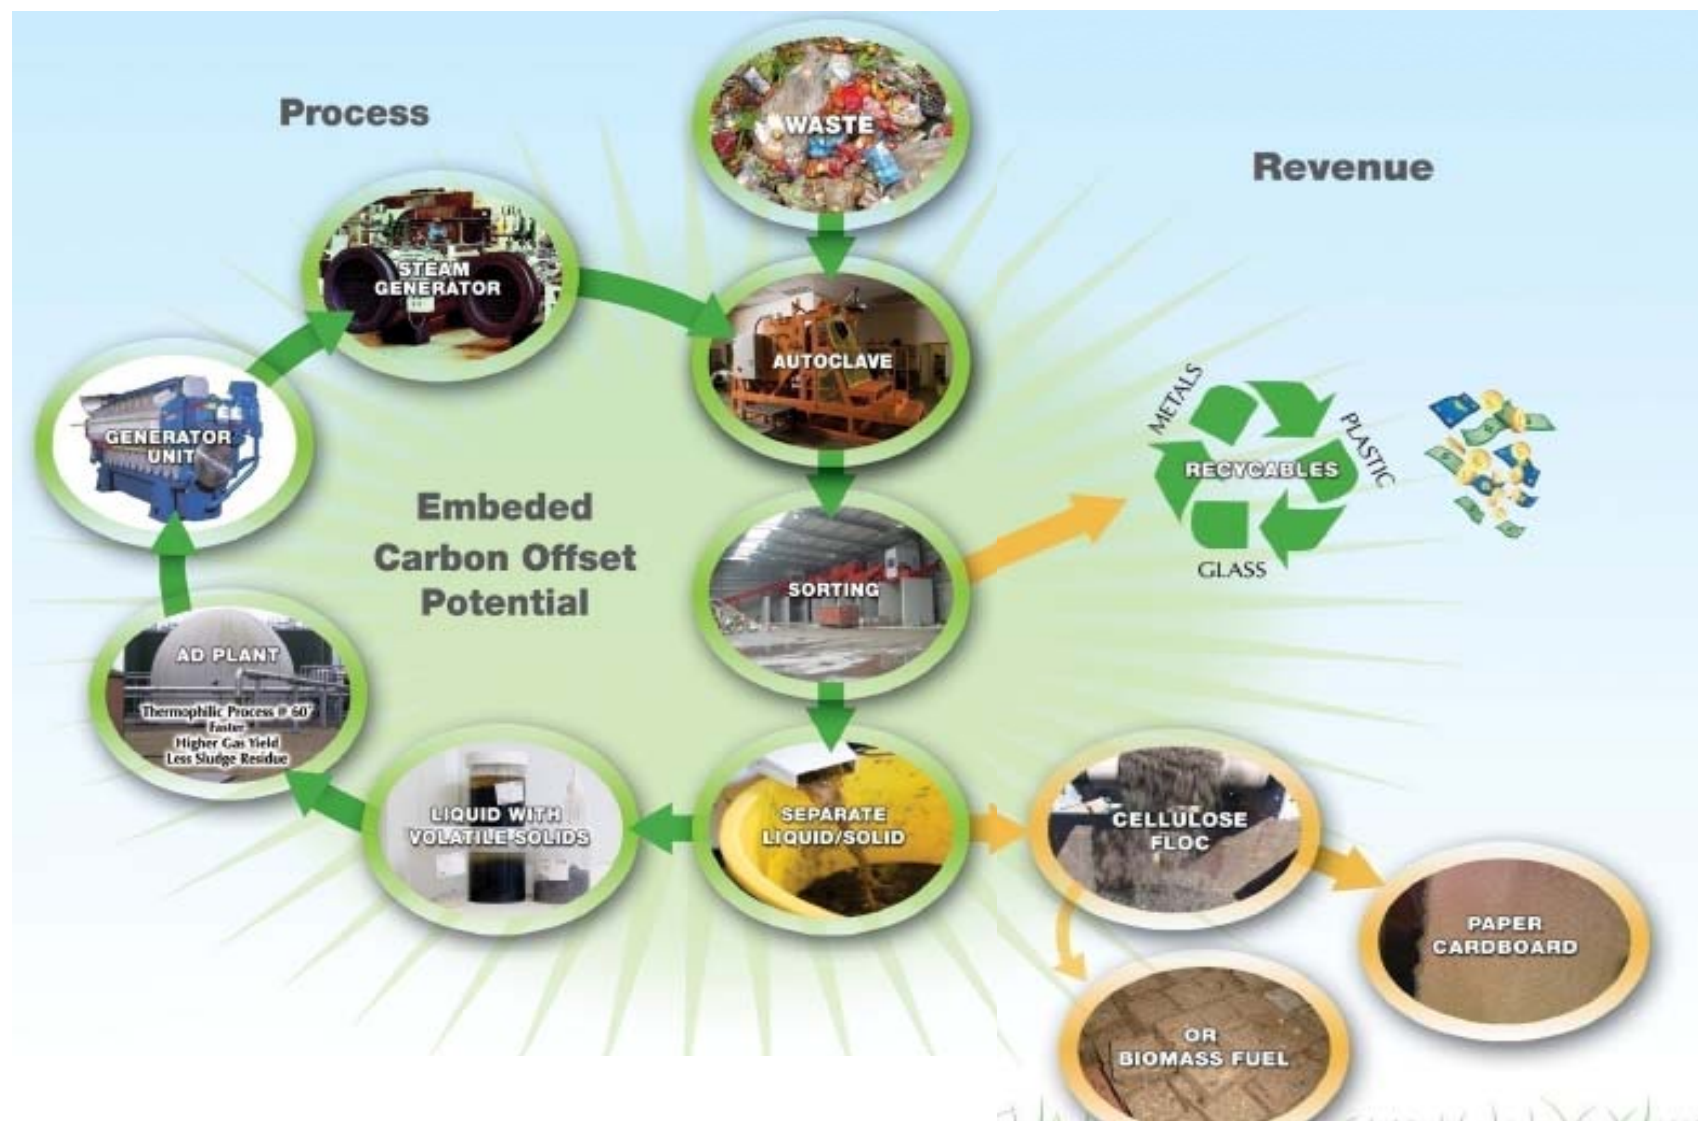 Process
WASTE
Revenue
STEAM
GENERATOR
AUTOCLAVE
METALS
PLASTIC
RECYCABLES
GLASS
GENERATOR
UNIT
Embeded
Carbon Offset
Potential
SORTING
AD PLANT
Thermophilic Process @ 60°
Faster
Higher Gas Yield
Less Sludge Residue
LIQUID WITH
VOLATILE SOLIDS
SEPARATE
LIQUID/SOLID
CELLULOSE
FLOC
PAPER
CARDBOARD
OR
BIOMASS FUEL